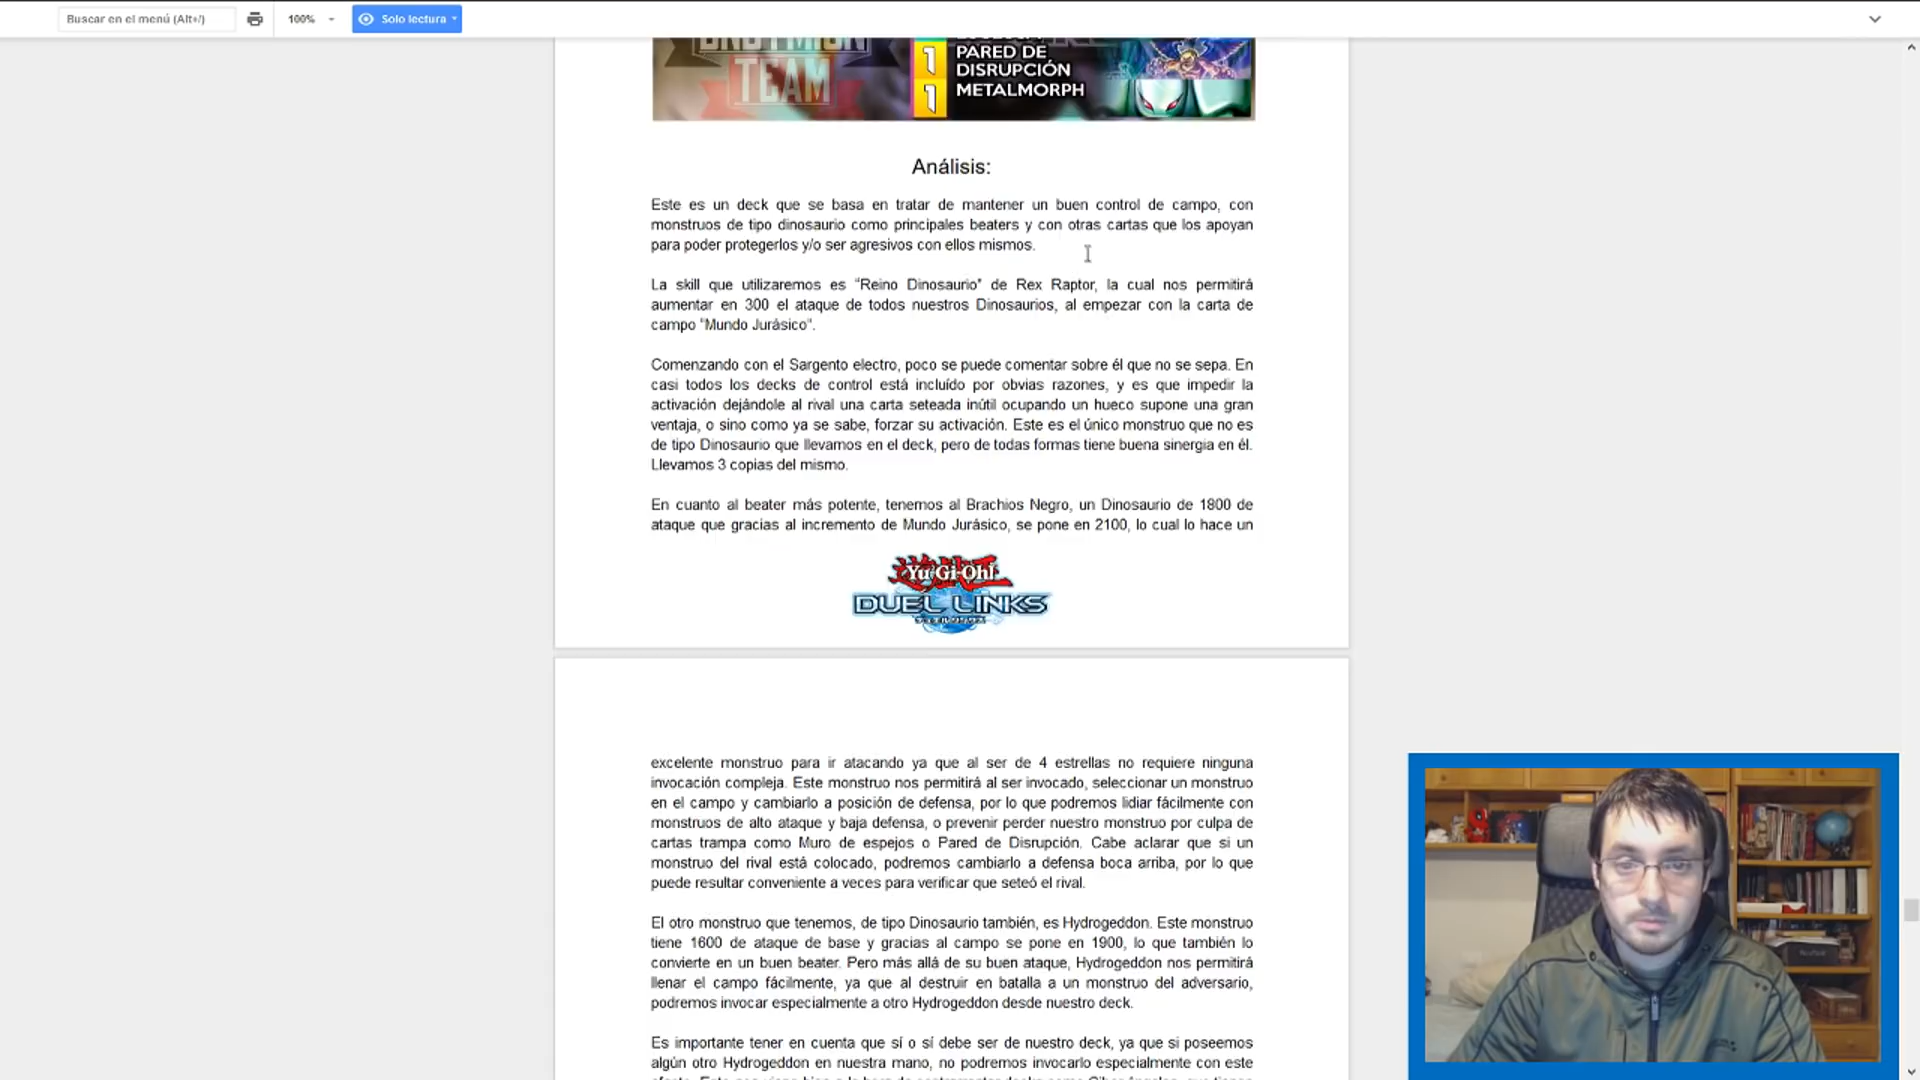 Buscar en el menú (Alt+/)
100%
Solo lectura
TEAM
1
PARED DE
DISRUPCIÓN
1
METALMORPH
Análisis:
Este es un deck que se basa en tratar de mantener un buen control de campo, con
monstruos de tipo dinosaurio como principales beaters y con otras cartas que los apoyan
para poder protegerlos y/o ser agresivos con ellos mismos.
La skill que utilizaremos es "Reino Dinosaurio" de Rex Raptor, la cual nos permitirá
aumentar en 300 el ataque de todos nuestros Dinosaurios, al empezar con la carta de
campo "Mundo Jurásico".
Comenzando con el Sargento electro, poco se puede comentar sobre él que no se sepa. En
casi todos los decks de control está incluído por obvias razones, y es que impedir la
activación dejándole al rival una carta seteada inútil ocupando un hueco supone una gran
ventaja, o sino como ya se sabe, forzar su activación. Este es el único monstruo que no es
de tipo Dinosaurio que llevamos en el deck, pero de todas formas tiene buena sinergia en él.
Llevamos 3 copias del mismo.
En cuanto al beater más potente, tenemos al Brachios Negro, un Dinosaurio de 1800 de
ataque que gracias al incremento de Mundo Jurásico, se pone en 2100, lo cual lo hace un
Yu-Gi-Oh!
DUEL LINKS
excelente monstruo para ir atacando ya que al ser de 4 estrellas no requiere ninguna
invocación compleja. Este monstruo nos permitirá al ser invocado, seleccionar un monstruo
en el campo y cambiarlo a posición de defensa, por lo que podremos lidiar fácilmente con
monstruos de alto ataque y baja defensa, o prevenir perder nuestro monstruo por culpa de
cartas trampa como Muro de espejos o Pared de Disrupción. Cabe aclarar que si un
monstruo del rival está colocado, podremos cambiarlo a defensa boca arriba, por lo que
puede resultar conveniente a veces para verificar que seteó el rival.
El otro monstruo que tenemos, de tipo Dinosaurio también, es Hydrogeddon. Este monstruo
tiene 1600 de ataque de base y gracias al campo se pone en 1900, lo que también lo
convierte en un buen beater. Pero más allá de su buen ataque, Hydrogeddon nos permitirá
llenar el campo fácilmente, ya que al destruir en batalla a un monstruo del adversario,
podremos invocar especialmente a otro Hydrogeddon desde nuestro deck.
Es importante tener en cuenta que sí o sí debe ser de nuestro deck, ya que si poseemos
algún otro Hydrogeddon en nuestra mano, no podremos invocarlo especialmente con este